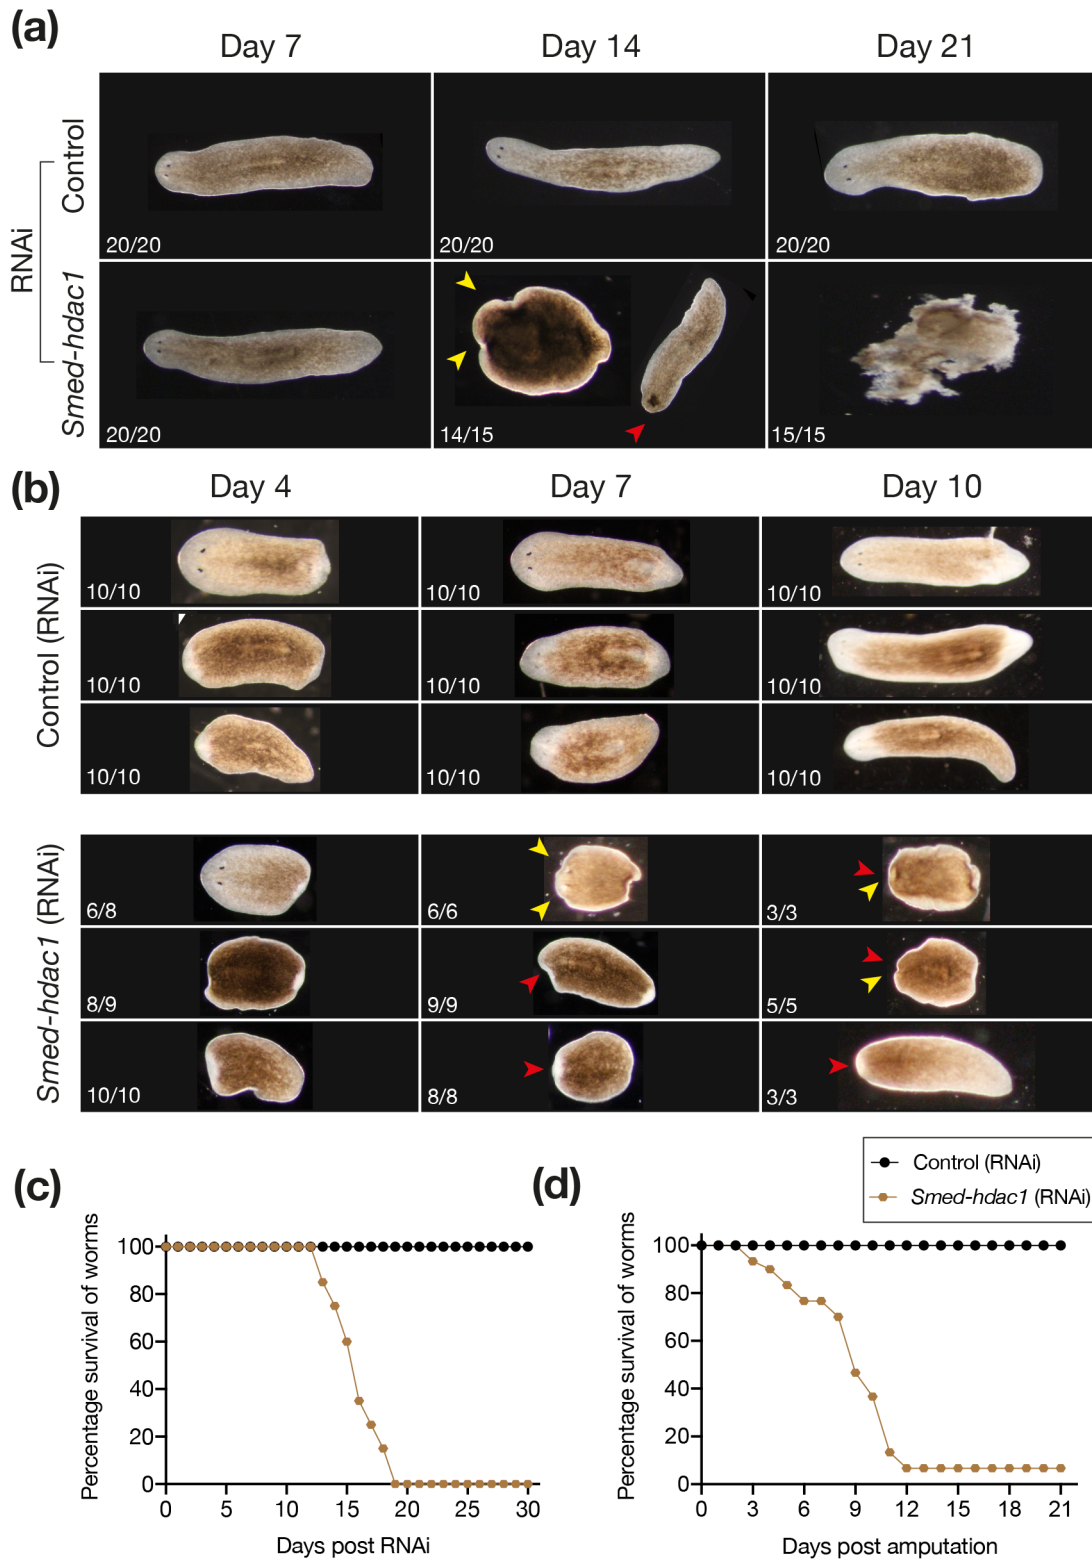 (a)
Day 7 Day 14 Day 21
RNAi
Control
20/20 20/20 20/20
Smed-hdac1
20/20 14/15 15/15
(b)
Day 4 Day 7 Day 10
Control (RNAi)
10/10 10/10 10/10
10/10 10/10 10/10
10/10 10/10 10/10
Smed-hdac1 (RNAi)
6/8 6/6 3/3
8/9 9/9 5/5
10/10 8/8 3/3
Control (RNAi)
Smed-hdac1 (RNAi)
(c)
Percentage survival of worms
100
80
60
40
20
0
0 5 10 15 20 25 30
Days post RNAi
(d)
Percentage survival of worms
100
80
60
40
20
0
0 3 6 9 12 15 18 21
Days post amputation